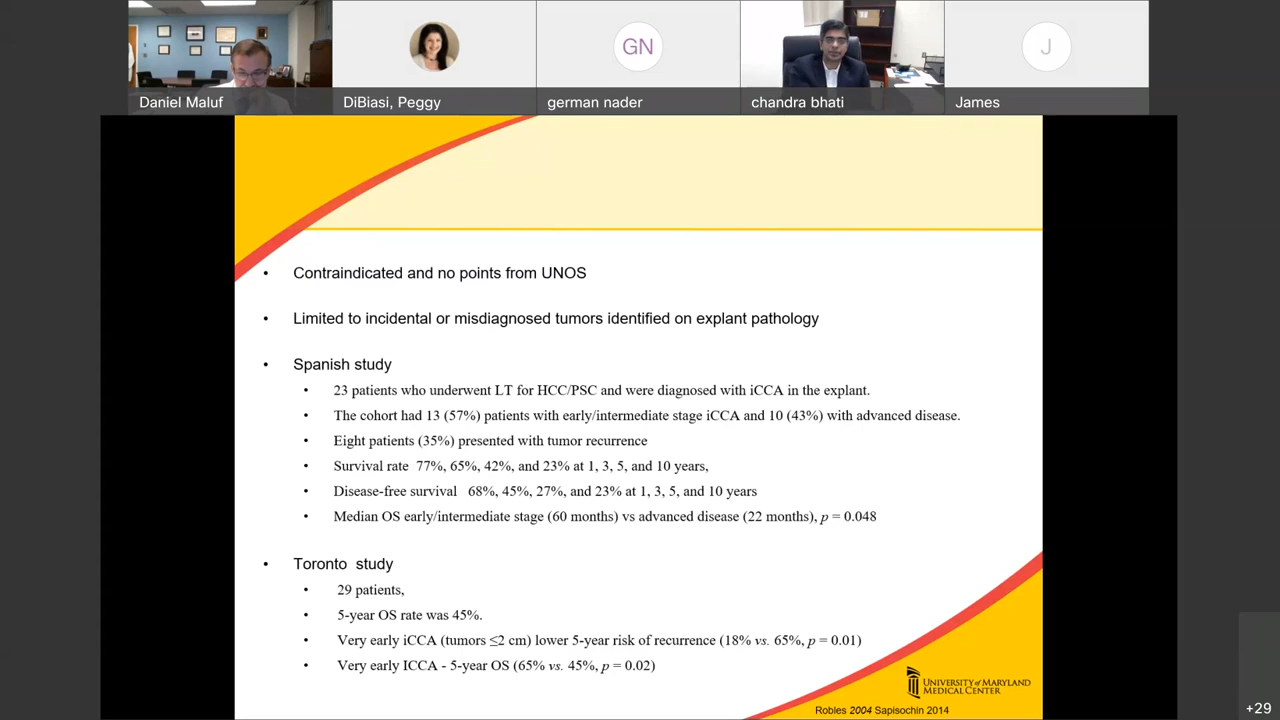 GN
J
Daniel Maluf
DiBiasi, Peggy
german nader
chandra bhati
James
• Contraindicated and no points from UNOS
• Limited to incidental or misdiagnosed tumors identified on explant pathology
• Spanish study
• 23 patients who underwent LT for HCC/PSC and were diagnosed with iCCA in the explant.
• The cohort had 13 (57%) patients with early/intermediate stage iCCA and 10 (43%) with advanced disease.
• Eight patients (35%) presented with tumor recurrence
• Survival rate 77%, 65%, 42%, and 23% at 1, 3, 5, and 10 years,
• Disease-free survival 68%, 45%, 27%, and 23% at 1, 3, 5, and 10 years
• Median OS early/intermediate stage (60 months) vs advanced disease (22 months), p = 0.048
• Toronto study
• 29 patients,
• 5-year OS rate was 45%.
• Very early iCCA (tumors ≤2 cm) lower 5-year risk of recurrence (18% vs. 65%, p = 0.01)
• Very early ICCA - 5-year OS (65% vs. 45%, p = 0.02)
UNIVERSITY of MARYLAND
MEDICAL CENTER
Robles 2004 Sapisochin 2014
+29